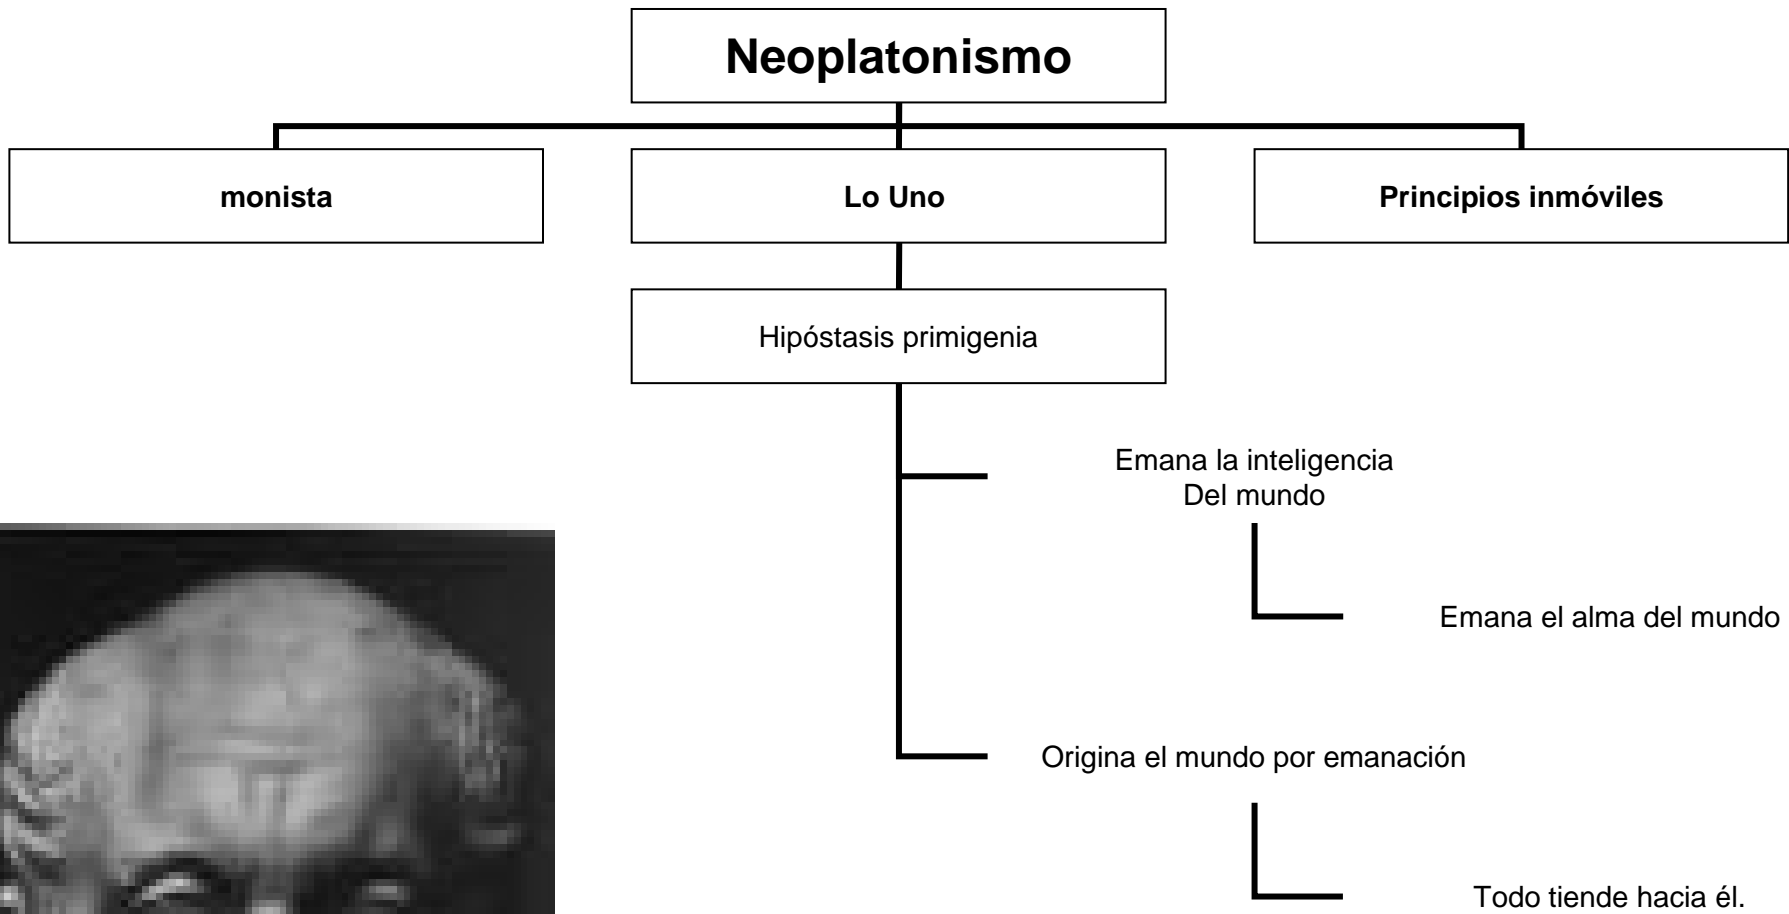 Neoplatonismo
monista
Lo Uno
Principios inmóviles
Hipóstasis primigenia
Emana la inteligencia
Del mundo
Emana el alma del mundo
Origina el mundo por emanación
Todo tiende hacia él.